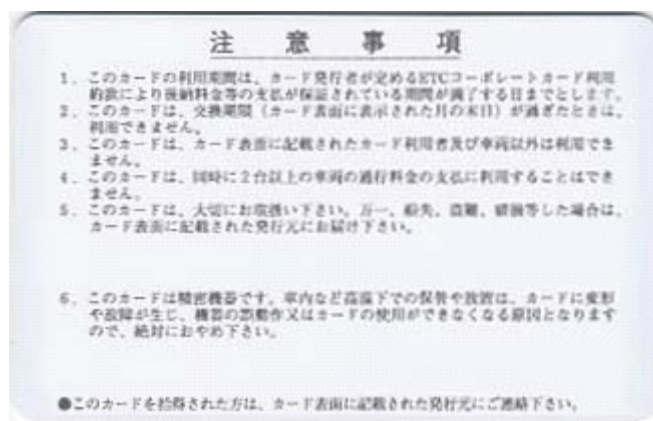 注意事項
1. このカードの利用期間は、カード発行者が定めるETCコーポレートカード利用
約款により後納料金等の支払が保証されている期間が満了する日までとします。
2. このカードは、交換期限（カード表面に表示された月の末日）が過ぎたときは、
利用できません。
3. このカードは、カード表面に記載されたカード利用者及び車両以外は利用でき
ません。
4. このカードは、同時に2台以上の車両の通行料金の支払に利用することはでき
ません。
5. このカードは、大切にお取扱い下さい。万一、紛失、盗難、破損等した場合は、
カード表面に記載された発行元にお届け下さい。
6. このカードは精密機器です。車内など高温下での保管や放置は、カードに変形
や故障が生じ、機器の誤動作又はカードの使用ができなくなる原因となります
ので、絶対におやめ下さい。
●このカードを拾得された方は、カード表面に記載された発行元にご連絡下さい。